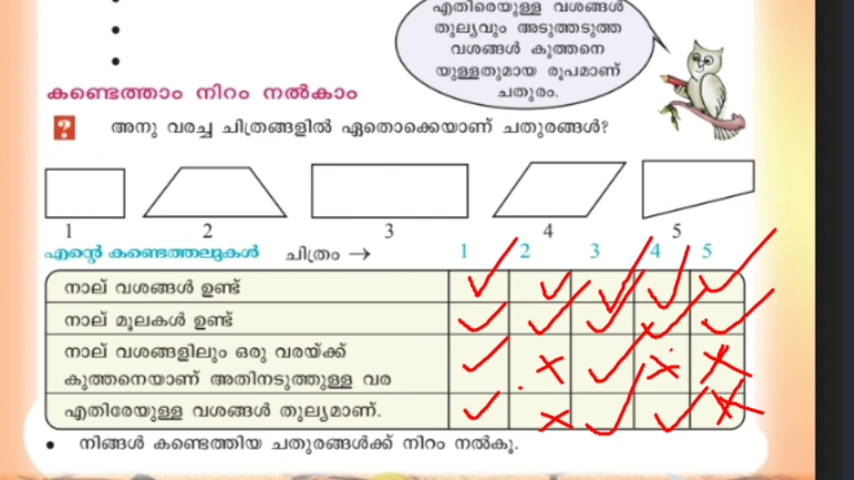 എതിരെയുള്ള വശങ്ങൾ
തുല്യവും അടുത്തടുത്ത
വശങ്ങൾ കുത്തനെ
യുള്ളതുമായ രൂപമാണ്
ചതുരം.
കണ്ടെത്താം നിറം നൽകാം
? അനു വരച്ച ചിത്രങ്ങളിൽ ഏതൊക്കെയാണ് ചതുരങ്ങൾ?
1 2 3 4 5
എന്റെ കണ്ടെത്തലുകൾ ചിത്രം → 1 2 3 4 5
നാല് വശങ്ങൾ ഉണ്ട്
നാല് മൂലകൾ ഉണ്ട്
നാല് വശങ്ങളിലും ഒരു വരയ്ക്ക്
കുത്തനെയാണ് അതിനടുത്തുള്ള വര
എതിരേയുള്ള വശങ്ങൾ തുല്യമാണ്.
• നിങ്ങൾ കണ്ടെത്തിയ ചതുരങ്ങൾക്ക് നിറം നൽകൂ.